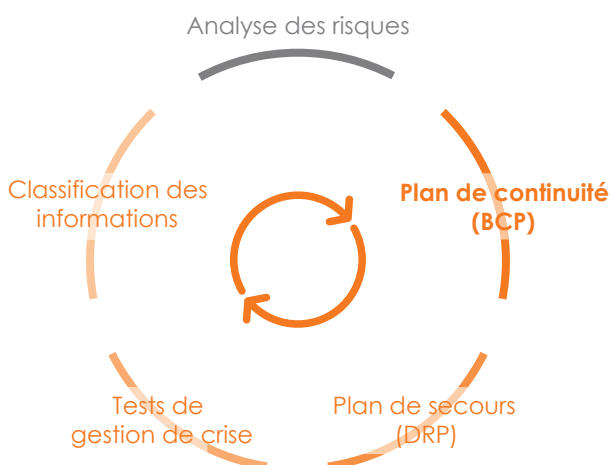 Analyse des risques
Plan de continuité
(BCP)
Plan de secours
(DRP)
Tests de
gestion de crise
Classification des
informations